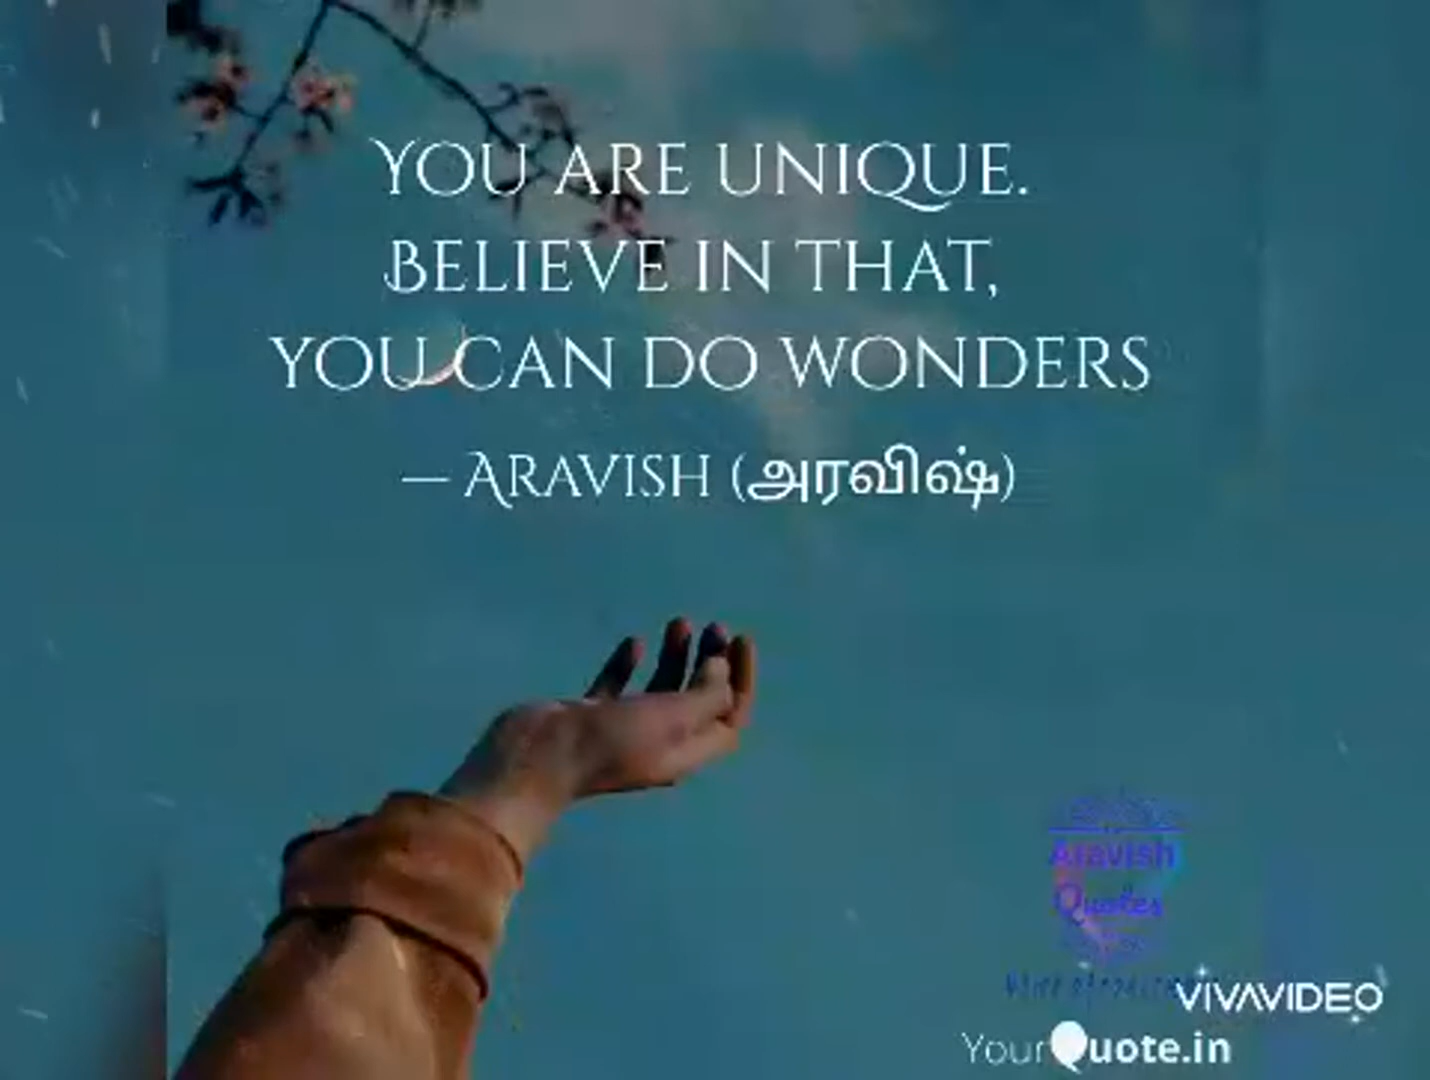 You are unique.
Believe in that,
you can do wonders
— Aravish (அரவிஷ்)
Aravish
Quotes
VIVAVIDEO
YourQuote.in